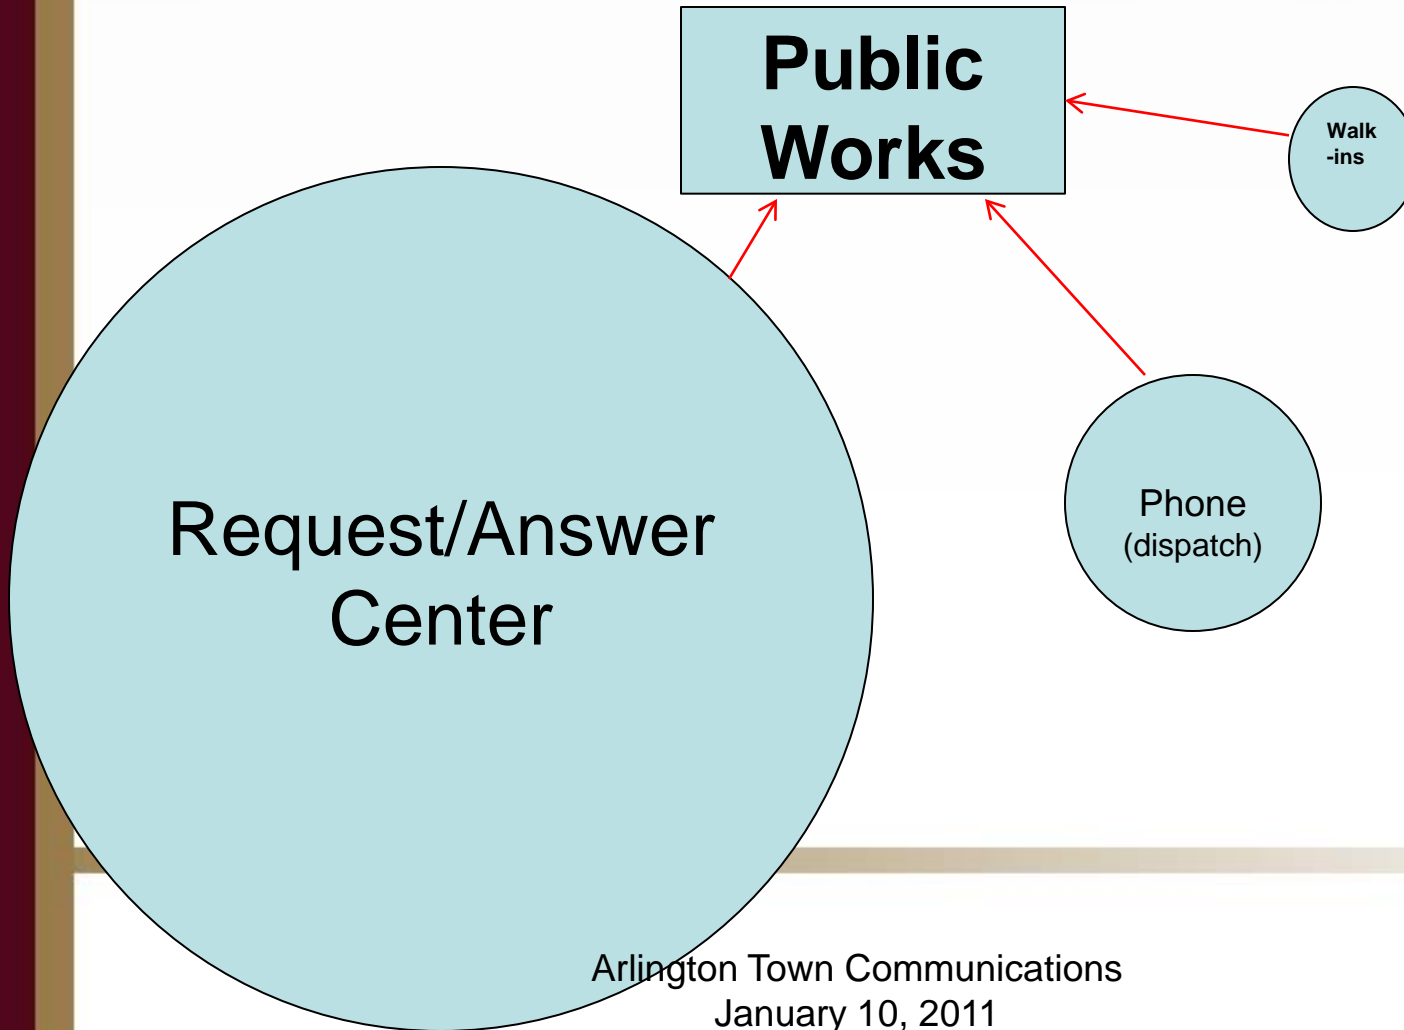 Public
Works
Walk
-ins
Request/Answer
Center
Phone
(dispatch)
Arlington Town Communications
January 10, 2011